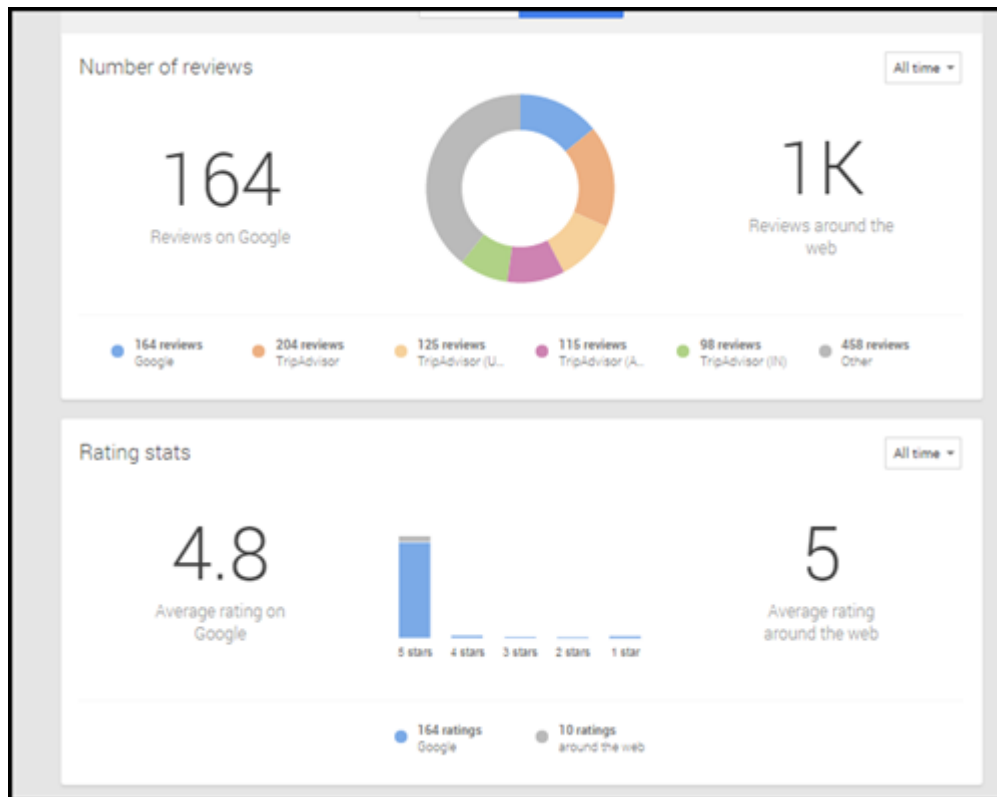 Number of reviews
All time
164
Reviews on Google
1K
Reviews around the
web
164 reviews
Google
204 reviews
TripAdvisor
125 reviews
TripAdvisor (U...
115 reviews
TripAdvisor (A...
98 reviews
TripAdvisor (IN)
458 reviews
Other
Rating stats
All time
4.8
Average rating on
Google
5 stars 4 stars 3 stars 2 stars 1 star
5
Average rating
around the web
164 ratings
Google
10 ratings
around the web